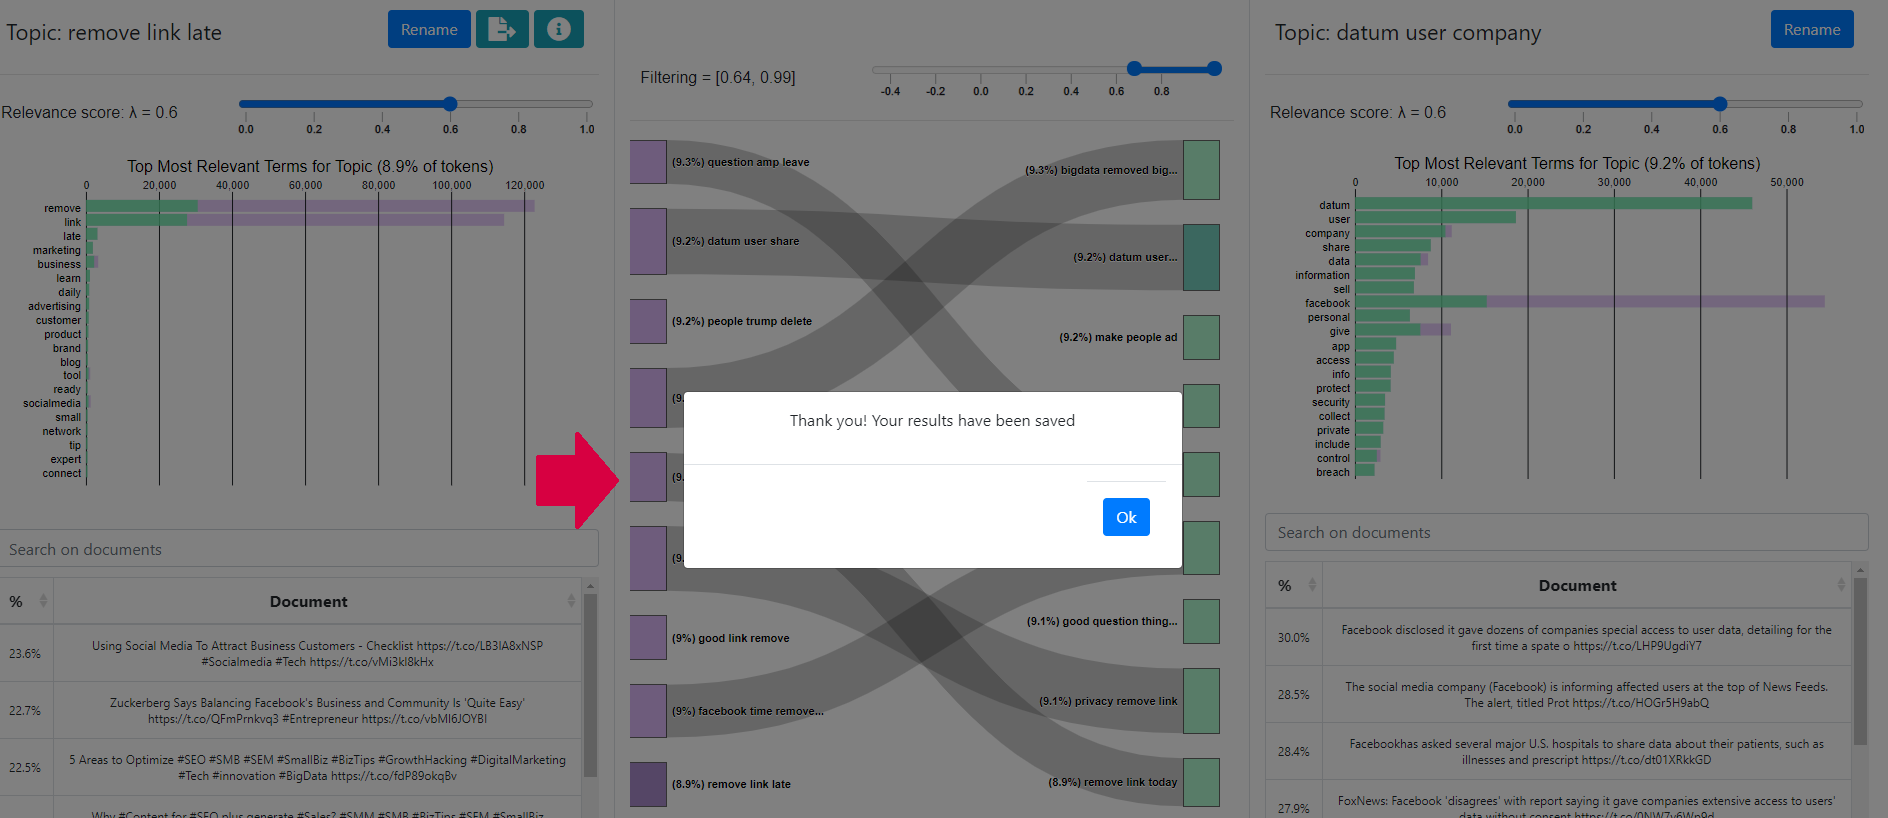 Topic: remove link late
Rename
Relevance score: λ = 0.6
0.0 0.2 0.4 0.6 0.8 1.0
Top Most Relevant Terms for Topic (8.9% of tokens)
0 20,000 40,000 60,000 80,000 100,000 120,000
remove
link
late
marketing
business
learn
daily
advertising
customer
product
brand
blog
tool
ready
socialmedia
small
network
tip
expert
connect
Search on documents
% Document
23.6% Using Social Media To Attract Business Customers - Checklist https://t.co/LB3IA8xNSP
#Socialmedia #Tech https://t.co/vMi3kI8kHx
22.7% Zuckerberg Says Balancing Facebook's Business and Community Is 'Quite Easy'
https://t.co/QFmPrnkvq3 #Entrepreneur https://t.co/vbMI6JOYBI
22.5% 5 Areas to Optimize #SEO #SMB #SEM #SmallBiz #BizTips #GrowthHacking #DigitalMarketing
#Tech #innovation #BigData https://t.co/fdP89okqBv
Why #Content for #SEO plus generate #Sales? #SMM #SMB #BizTips #SEM #SmallBiz
Filtering = [0.64, 0.99]
-0.4 -0.2 0.0 0.2 0.4 0.6 0.8
(9.3%) question amp leave
(9.2%) datum user share
(9.2%) people trump delete
(9.
(9.
(9.
(9%) good link remove
(9%) facebook time remove...
(8.9%) remove link late
(9.3%) bigdata removed big...
(9.2%) datum user...
(9.2%) make people ad
(9.1%) good question thing...
(9.1%) privacy remove link
(8.9%) remove link today
Thank you! Your results have been saved
Ok
Topic: datum user company
Rename
Relevance score: λ = 0.6
0.0 0.2 0.4 0.6 0.8 1.0
Top Most Relevant Terms for Topic (9.2% of tokens)
0 10,000 20,000 30,000 40,000 50,000
datum
user
company
share
data
information
sell
facebook
personal
give
app
access
info
protect
security
collect
private
include
control
breach
Search on documents
% Document
30.0% Facebook disclosed it gave dozens of companies special access to user data, detailing for the
first time a spate o https://t.co/LHP9UgdiY7
28.5% The social media company (Facebook) is informing affected users at the top of News Feeds.
The alert, titled Prot https://t.co/HOGr5H9abQ
28.4% Facebookhas asked several major U.S. hospitals to share data about their patients, such as
illnesses and prescript https://t.co/dt01XRkkGD
27.9% FoxNews: Facebook 'disagrees' with report saying it gave companies extensive access to users'
data without consent